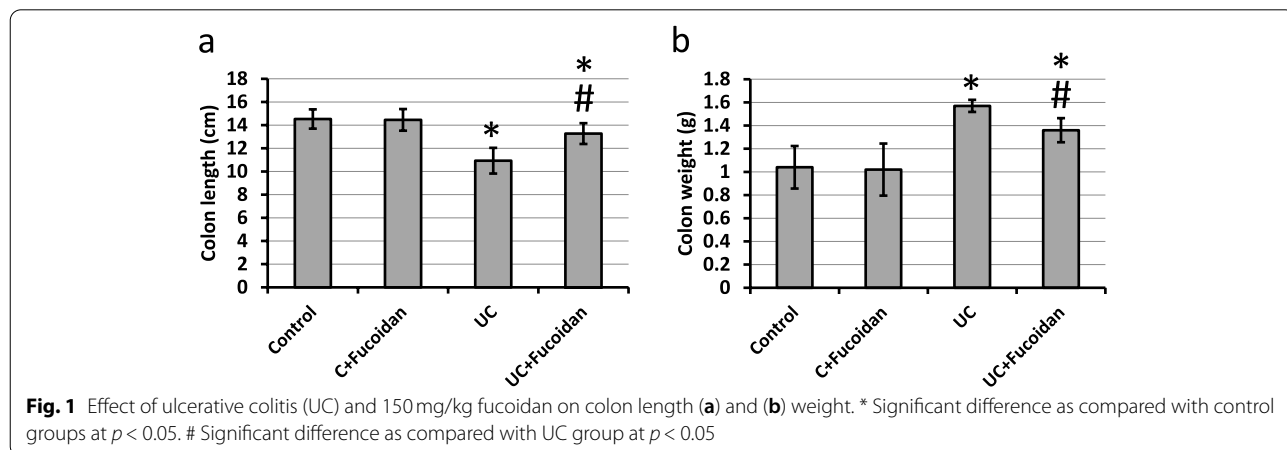 a
Colon length (cm)
18
16
14
12
10
8
6
4
2
0
*
*
#
Control
C+Fucoidan
UC
UC+Fucoidan
b
Colon weight (g)
1.8
1.6
1.4
1.2
1
0.8
0.6
0.4
0.2
0
*
*
#
Control
C+Fucoidan
UC
UC+Fucoidan
Fig. 1 Effect of ulcerative colitis (UC) and 150 mg/kg fucoidan on colon length (a) and (b) weight. * Significant difference as compared with control
groups at p < 0.05. # Significant difference as compared with UC group at p < 0.05